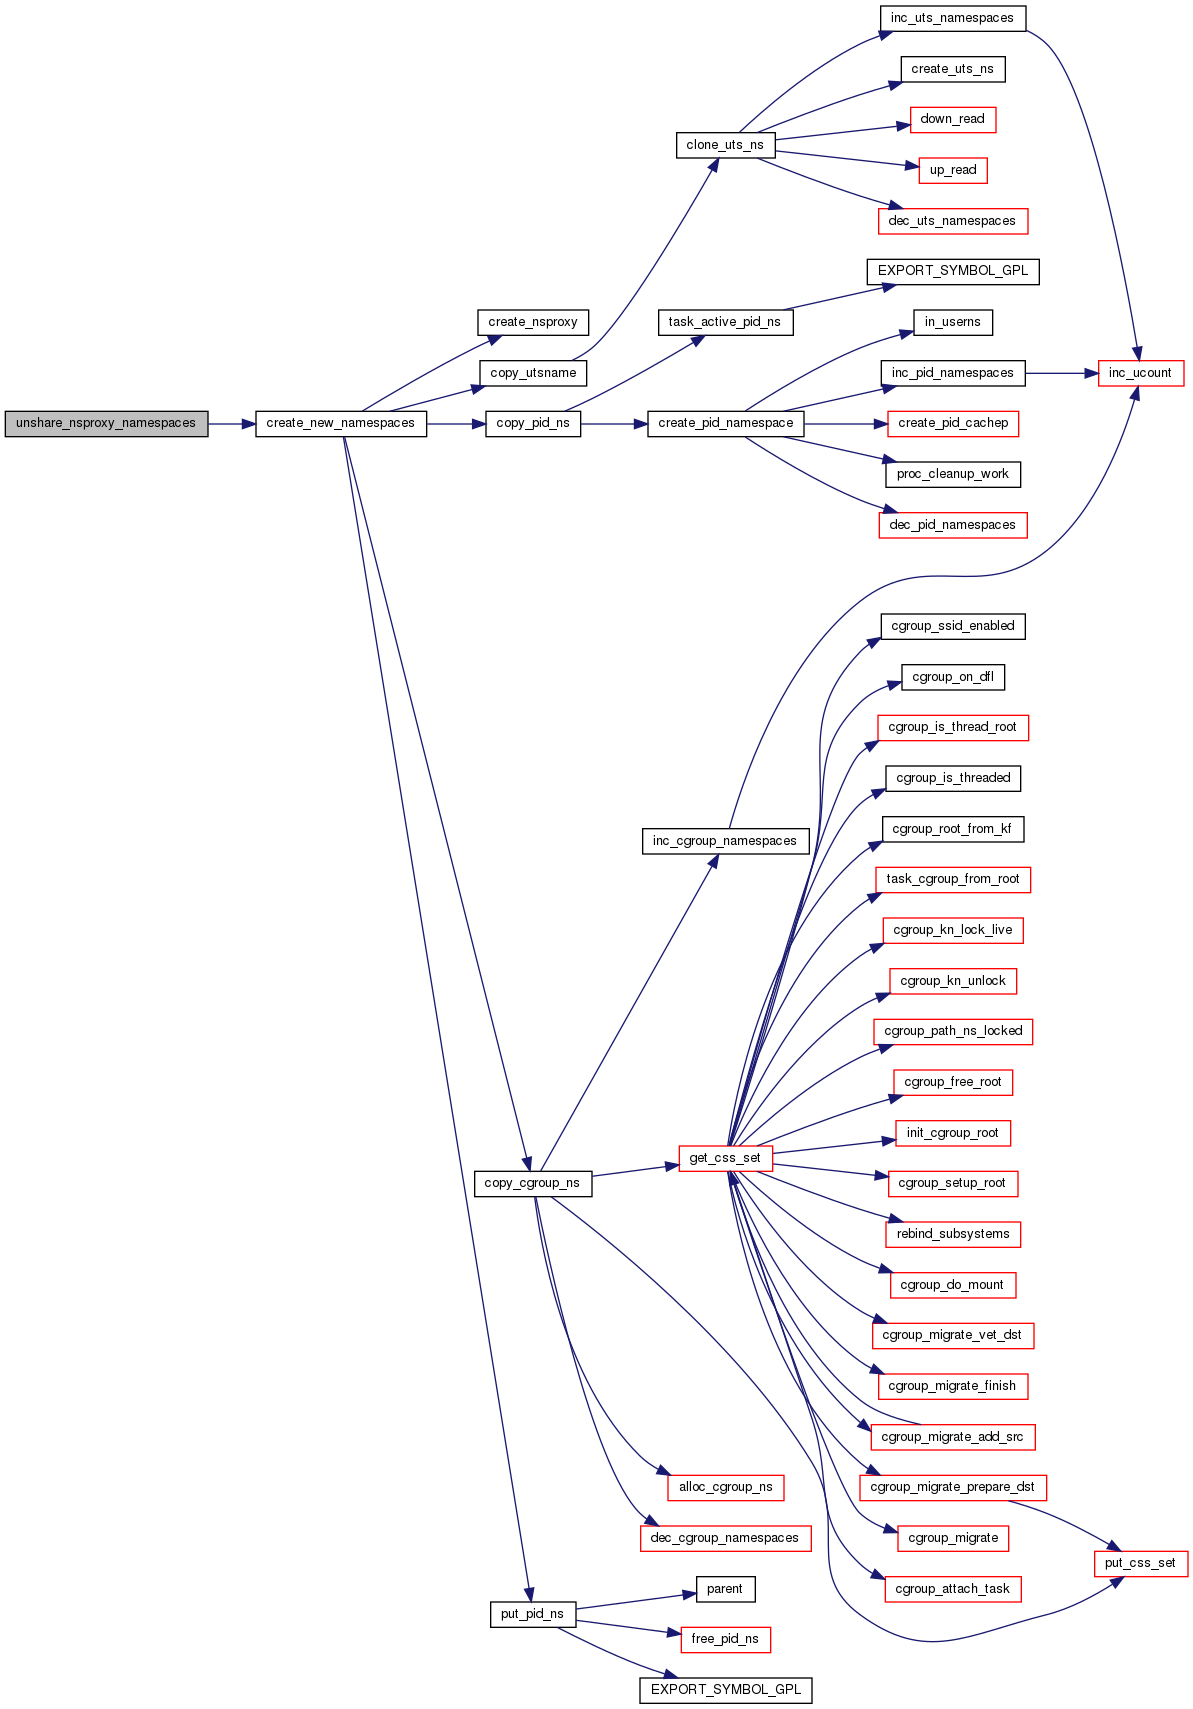 inc_uts_namespaces
create_uts_ns
down_read
clone_uts_ns
up_read
dec_uts_namespaces
EXPORT_SYMBOL_GPL
create_nsproxy
task_active_pid_ns
in_userns
copy_utsname
inc_pid_namespaces
inc_ucount
unshare_nsproxy_namespaces
create_new_namespaces
copy_pid_ns
create_pid_namespace
create_pid_cachep
proc_cleanup_work
dec_pid_namespaces
cgroup_ssid_enabled
cgroup_on_dfl
cgroup_is_thread_root
cgroup_is_threaded
cgroup_root_from_kf
inc_cgroup_namespaces
task_cgroup_from_root
cgroup_kn_lock_live
cgroup_kn_unlock
cgroup_path_ns_locked
cgroup_free_root
init_cgroup_root
get_css_set
copy_cgroup_ns
cgroup_setup_root
rebind_subsystems
cgroup_do_mount
cgroup_migrate_vet_dst
cgroup_migrate_finish
cgroup_migrate_add_src
alloc_cgroup_ns
cgroup_migrate_prepare_dst
dec_cgroup_namespaces
cgroup_migrate
put_css_set
parent
cgroup_attach_task
put_pid_ns
free_pid_ns
EXPORT_SYMBOL_GPL